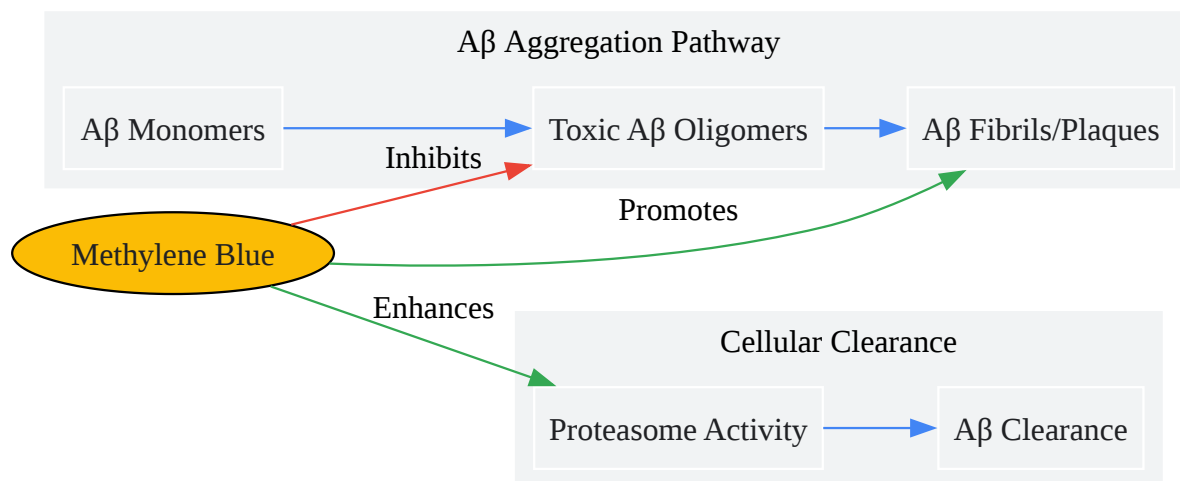 Aβ Aggregation Pathway
Aβ Monomers
Toxic Aβ Oligomers
Aβ Fibrils/Plaques
Inhibits
Promotes
Methylene Blue
Enhances
Cellular Clearance
Proteasome Activity
Aβ Clearance